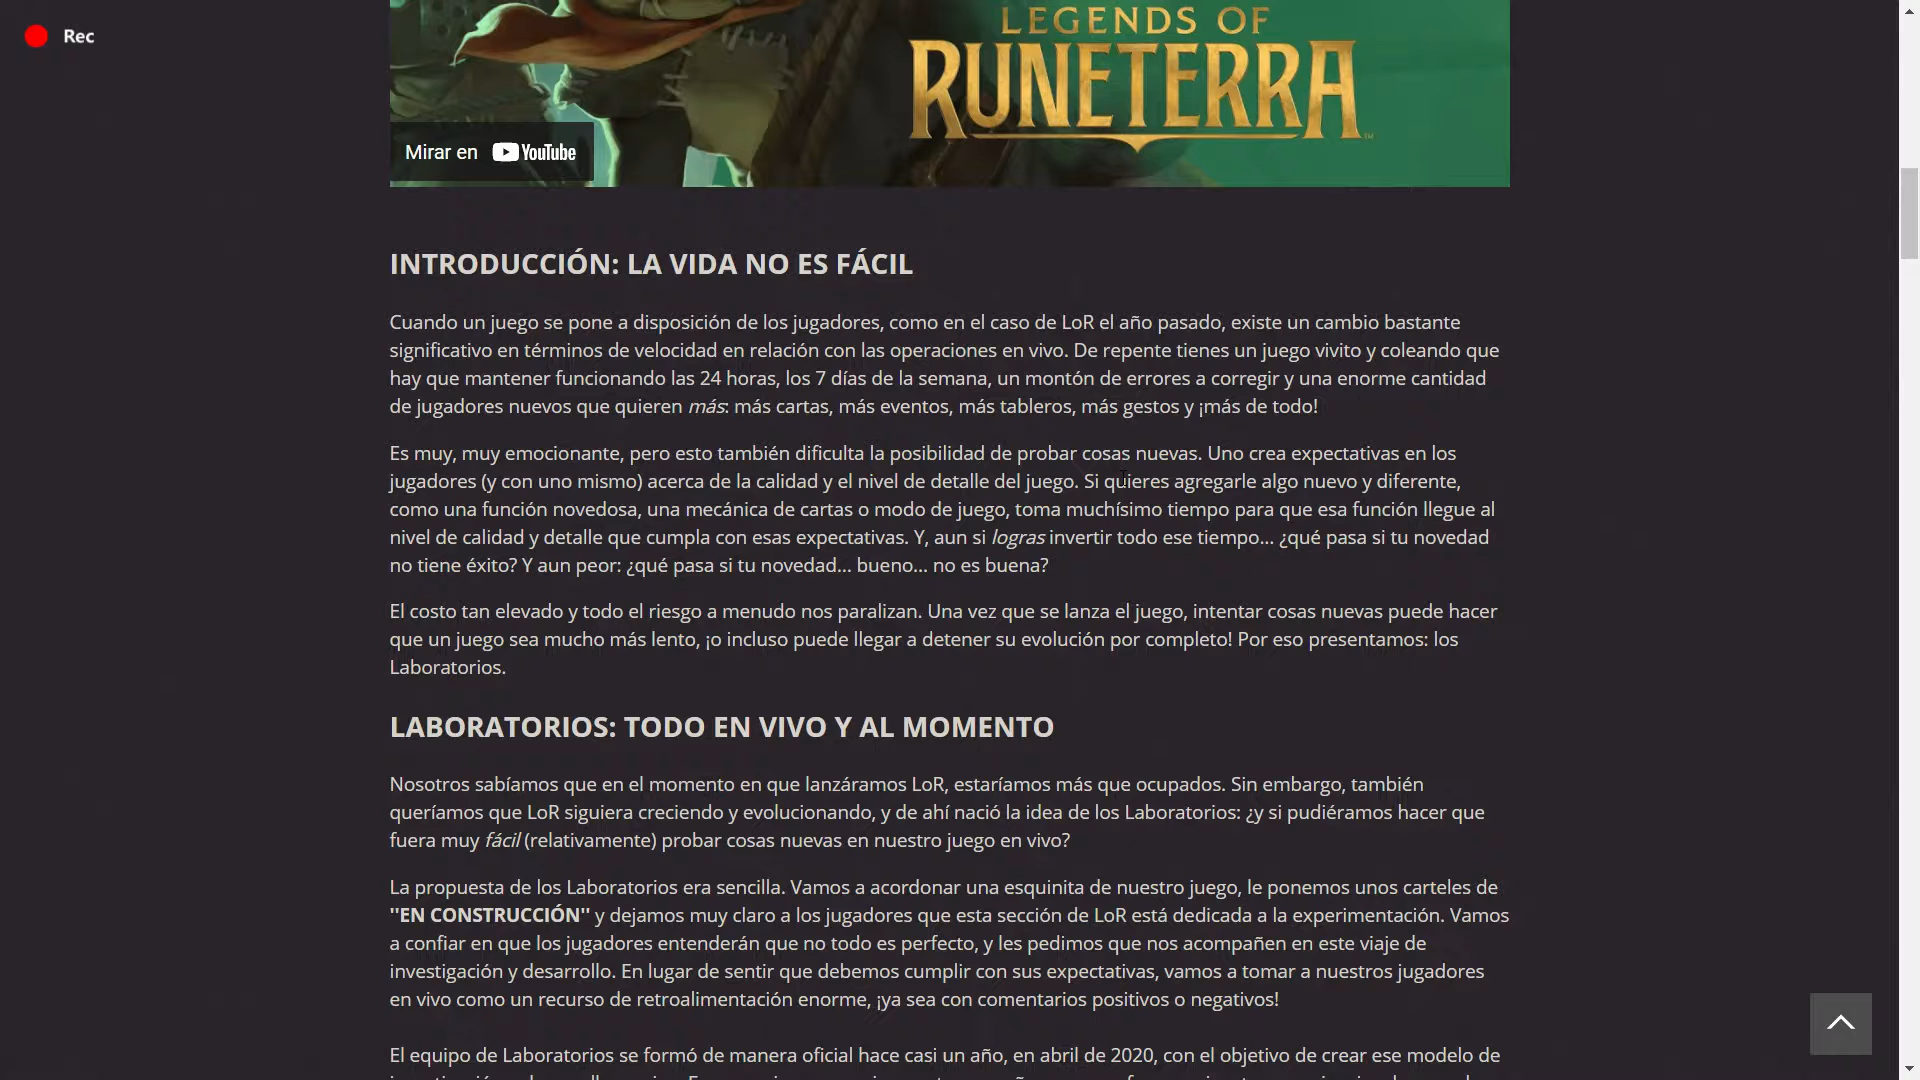 Rec
LEGENDS OF
RUNETERRA
Mirar en YouTube
INTRODUCCIÓN: LA VIDA NO ES FÁCIL
Cuando un juego se pone a disposición de los jugadores, como en el caso de LoR el año pasado, existe un cambio bastante
significativo en términos de velocidad en relación con las operaciones en vivo. De repente tienes un juego vivito y coleando que
hay que mantener funcionando las 24 horas, los 7 días de la semana, un montón de errores a corregir y una enorme cantidad
de jugadores nuevos que quieren más: más cartas, más eventos, más tableros, más gestos y ¡más de todo!
Es muy, muy emocionante, pero esto también dificulta la posibilidad de probar cosas nuevas. Uno crea expectativas en los
jugadores (y con uno mismo) acerca de la calidad y el nivel de detalle del juego. Si quieres agregarle algo nuevo y diferente,
como una función novedosa, una mecánica de cartas o modo de juego, toma muchísimo tiempo para que esa función llegue al
nivel de calidad y detalle que cumpla con esas expectativas. Y, aun si logras invertir todo ese tiempo... ¿qué pasa si tu novedad
no tiene éxito? Y aun peor: ¿qué pasa si tu novedad... bueno... no es buena?
El costo tan elevado y todo el riesgo a menudo nos paralizan. Una vez que se lanza el juego, intentar cosas nuevas puede hacer
que un juego sea mucho más lento, ¡o incluso puede llegar a detener su evolución por completo! Por eso presentamos: los
Laboratorios.
LABORATORIOS: TODO EN VIVO Y AL MOMENTO
Nosotros sabíamos que en el momento en que lanzáramos LoR, estaríamos más que ocupados. Sin embargo, también
queríamos que LoR siguiera creciendo y evolucionando, y de ahí nació la idea de los Laboratorios: ¿y si pudiéramos hacer que
fuera muy fácil (relativamente) probar cosas nuevas en nuestro juego en vivo?
La propuesta de los Laboratorios era sencilla. Vamos a acordonar una esquinita de nuestro juego, le ponemos unos carteles de
"EN CONSTRUCCIÓN" y dejamos muy claro a los jugadores que esta sección de LoR está dedicada a la experimentación. Vamos
a confiar en que los jugadores entenderán que no todo es perfecto, y les pedimos que nos acompañen en este viaje de
investigación y desarrollo. En lugar de sentir que debemos cumplir con sus expectativas, vamos a tomar a nuestros jugadores
en vivo como un recurso de retroalimentación enorme, ¡ya sea con comentarios positivos o negativos!
El equipo de Laboratorios se formó de manera oficial hace casi un año, en abril de 2020, con el objetivo de crear ese modelo de